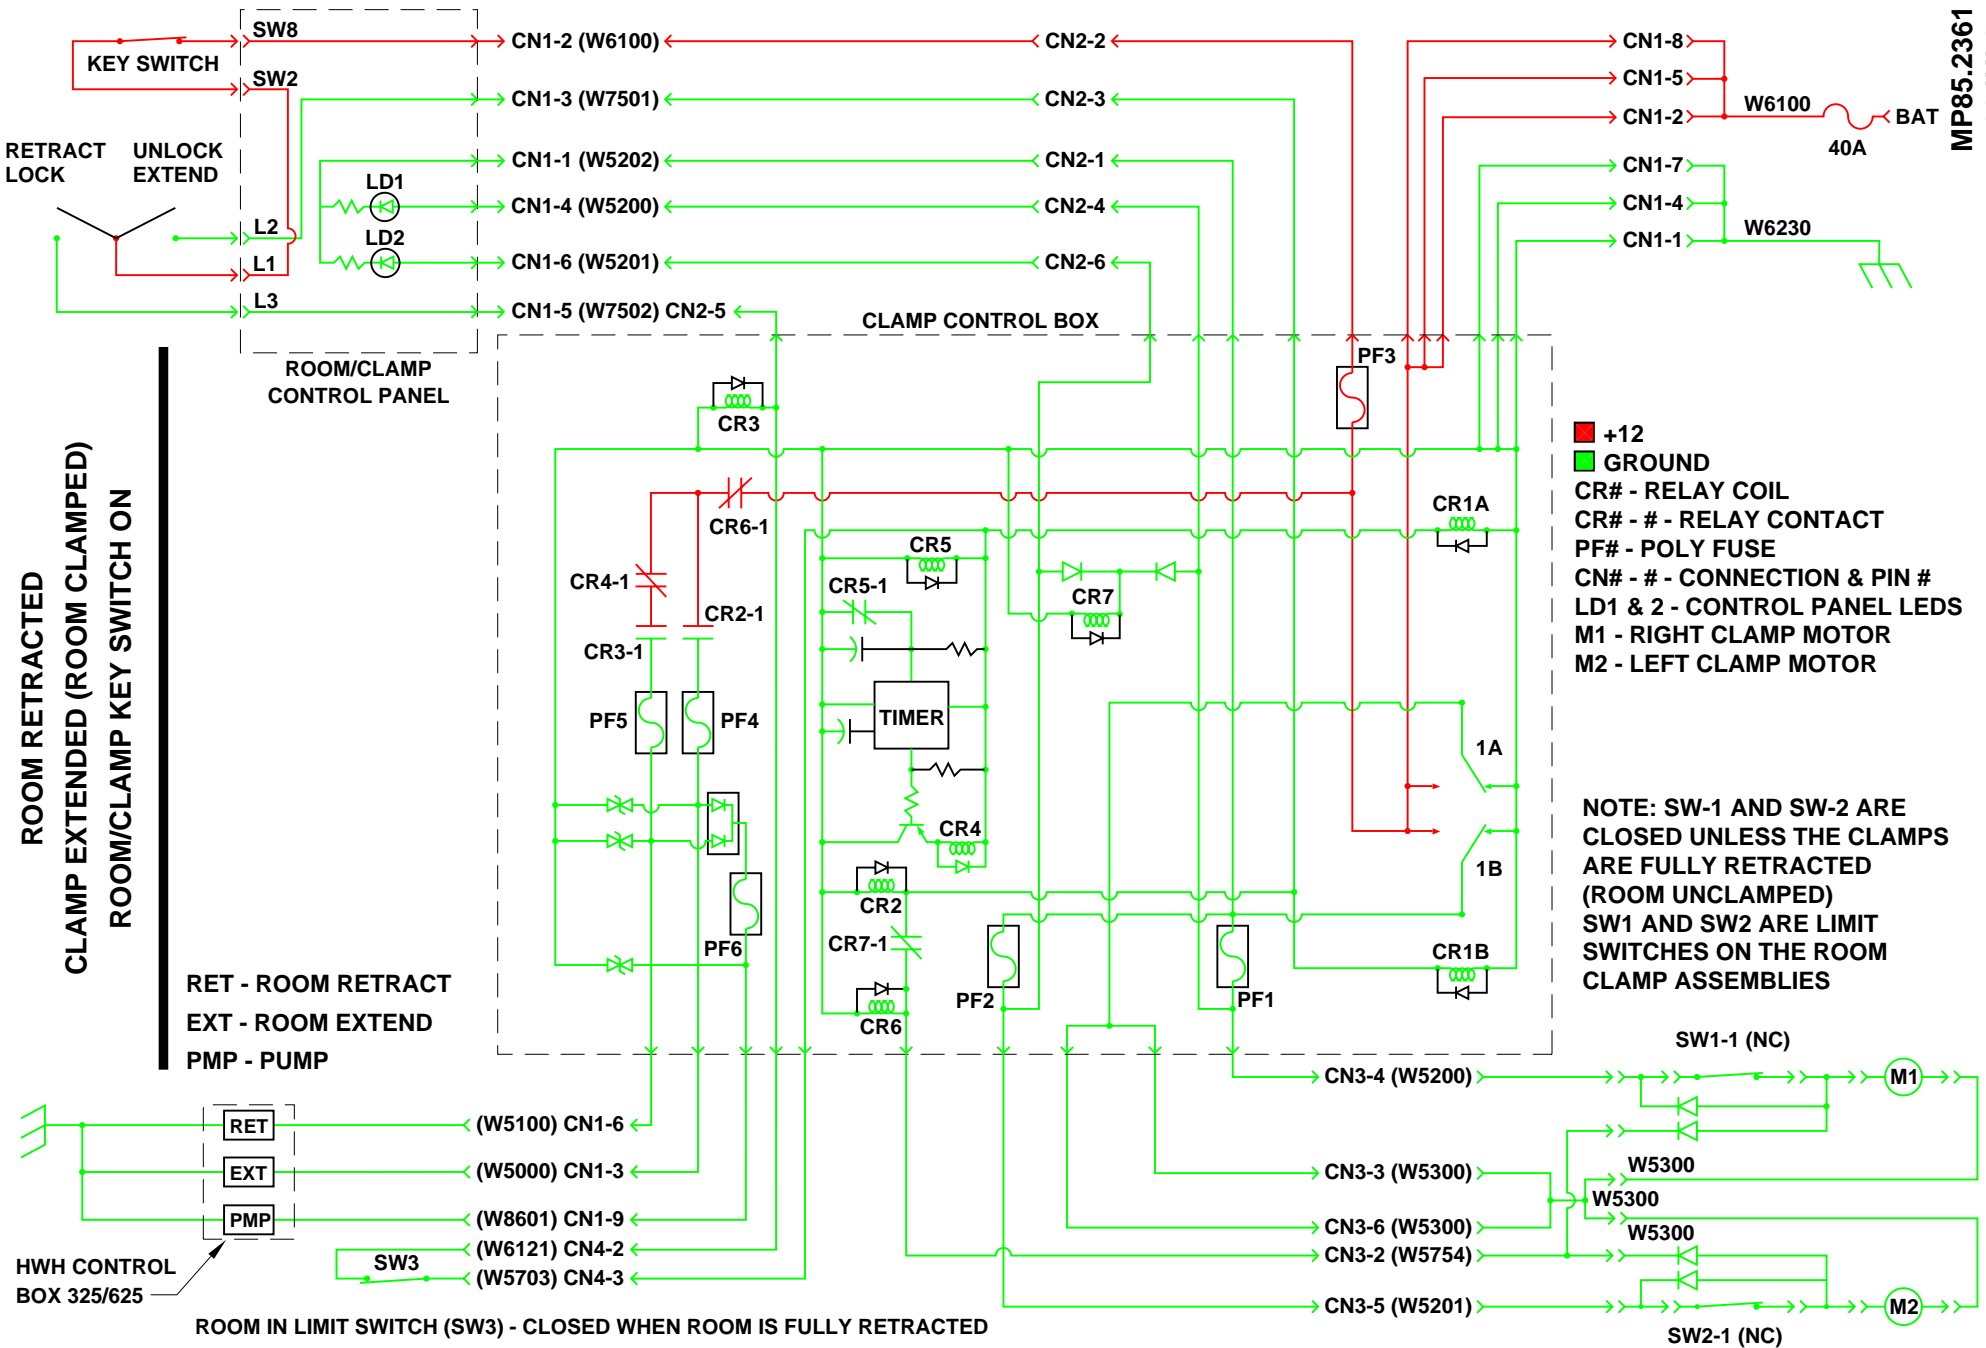 MP85.2361
SW8
KEY SWITCH
SW2
CN1-2 (W6100)
CN2-2
CN1-3 (W7501)
CN2-3
CN1-1 (W5202)
CN2-1
CN1-4 (W5200)
CN2-4
CN1-6 (W5201)
CN2-6
CN1-5 (W7502) CN2-5
CN1-8
CN1-5
CN1-2
W6100
BAT
40A
CN1-7
CN1-4
CN1-1
W6230
RETRACT UNLOCK
LOCK EXTEND
LD1
LD2
L2
L1
L3
ROOM/CLAMP
CONTROL PANEL
CLAMP CONTROL BOX
ROOM RETRACTED
CLAMP EXTENDED (ROOM CLAMPED)
ROOM/CLAMP KEY SWITCH ON
PF3
CR3
CR6-1
CR1A
CR5
CR4-1
CR5-1
CR7
CR2-1
CR3-1
PF5
PF4
TIMER
1A
CR4
1B
CR2
CR7-1
PF6
CR1B
PF2
PF1
CR6
+12
GROUND
CR# - RELAY COIL
CR# - # - RELAY CONTACT
PF# - POLY FUSE
CN# - # - CONNECTION & PIN #
LD1 & 2 - CONTROL PANEL LEDS
M1 - RIGHT CLAMP MOTOR
M2 - LEFT CLAMP MOTOR
NOTE: SW-1 AND SW-2 ARE
CLOSED UNLESS THE CLAMPS
ARE FULLY RETRACTED
(ROOM UNCLAMPED)
SW1 AND SW2 ARE LIMIT
SWITCHES ON THE ROOM
CLAMP ASSEMBLIES
RET - ROOM RETRACT
EXT - ROOM EXTEND
PMP - PUMP
SW1-1 (NC)
CN3-4 (W5200)
M1
RET
(W5100) CN1-6
EXT
(W5000) CN1-3
CN3-3 (W5300)
W5300
W5300
PMP
(W8601) CN1-9
CN3-6 (W5300)
W5300
(W6121) CN4-2
CN3-2 (W5754)
SW3
(W5703) CN4-3
HWH CONTROL
BOX 325/625
CN3-5 (W5201)
M2
SW2-1 (NC)
ROOM IN LIMIT SWITCH (SW3) - CLOSED WHEN ROOM IS FULLY RETRACTED